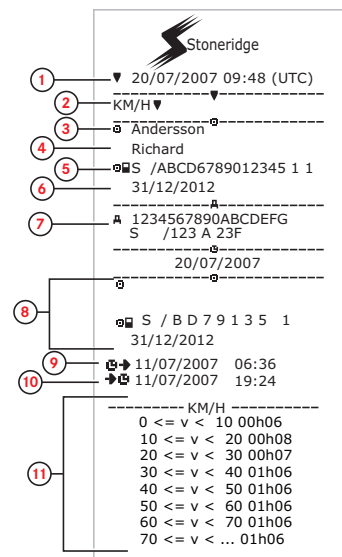 Stoneridge
1 ▼ 20/07/2007 09:48 (UTC)
2 KM/H▼
3 Andersson
4 Richard
5 S /ABCD6789012345 1 1
6 31/12/2012
7 A 1234567890ABCDEFG
S /123 A 23F
20/07/2007
8
S / B D 7 9 1 3 5 1
31/12/2012
9 11/07/2007 06:36
10 11/07/2007 19:24
11
KM/H
0 <= v < 10 00h06
10 <= v < 20 00h08
20 <= v < 30 00h07
30 <= v < 40 01h06
40 <= v < 50 01h06
50 <= v < 60 01h06
60 <= v < 70 01h06
70 <= v < ... 01h06